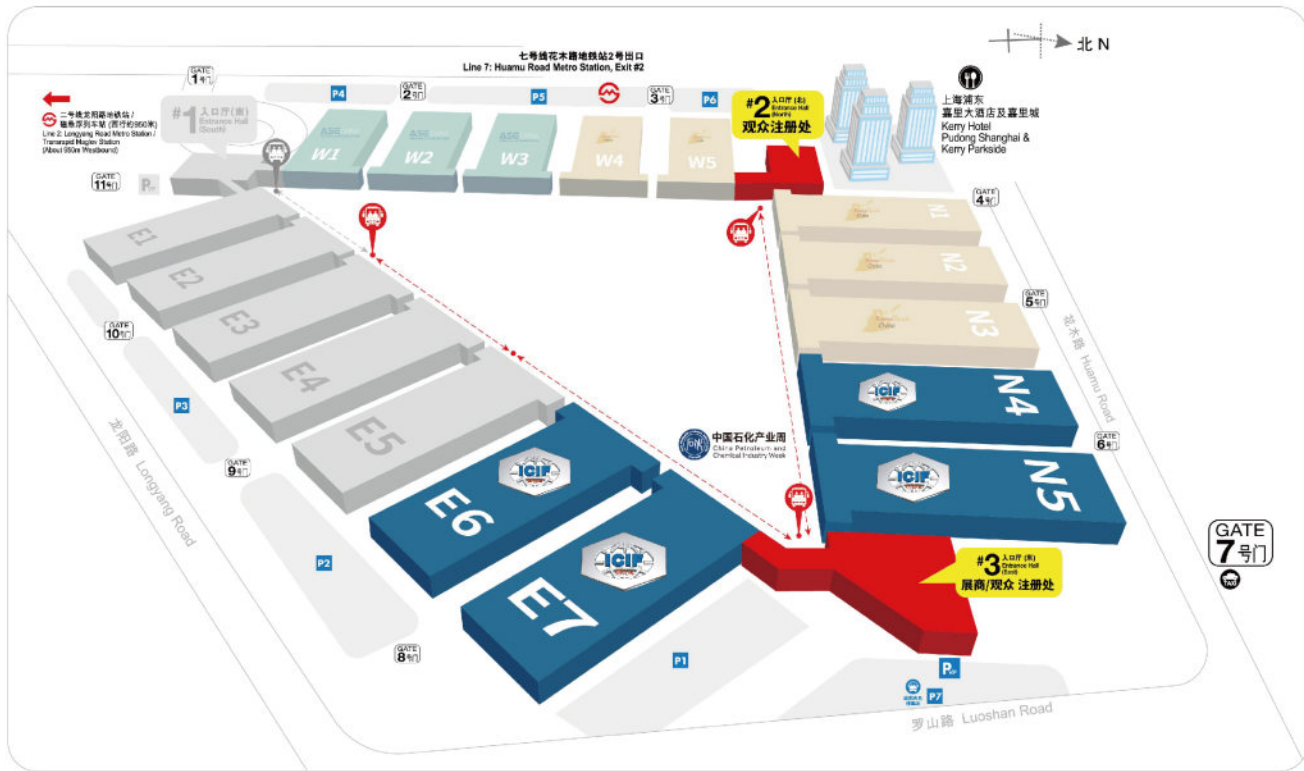 北 N
七号线花木路地铁站2号出口
Line 7: Huamu Road Metro Station, Exit #2
GATE
1号门
P4
GATE
2号门
P5
GATE
3号门
P6
#1 入口厅(南)
Entrance Hall
(South)
#2 入口厅 (北)
Entrance Hall
(North)
观众注册处
上海浦东
嘉里大酒店及嘉里城
Kerry Hotel
Pudong Shanghai &
Kerry Parkside
二号线龙阳路地铁站 /
磁悬浮列车站 (西行约950米)
Line 2: Longyang Road Metro Station /
Transrapid Maglev Station
(About 950m Westbound)
GATE
11号门
W1
W2
W3
W4
W5
GATE
4号门
N1
N2
N3
GATE
5号门
花木路 Huamu Road
E1
E2
E3
E4
E5
GATE
10号门
P3
龙阳路 Longyang Road
GATE
9号门
ICIF
N4
ICIF
N5
GATE
6号门
中国石化产业周
China Petroleum and
Chemical Industry Week
ICIF
E6
ICIF
E7
P2
GATE
8号门
P1
#3 入口厅 (东)
Entrance Hall
(East)
展商/观众 注册处
GATE
7号门
TAXI
P7
罗山路 Luoshan Road